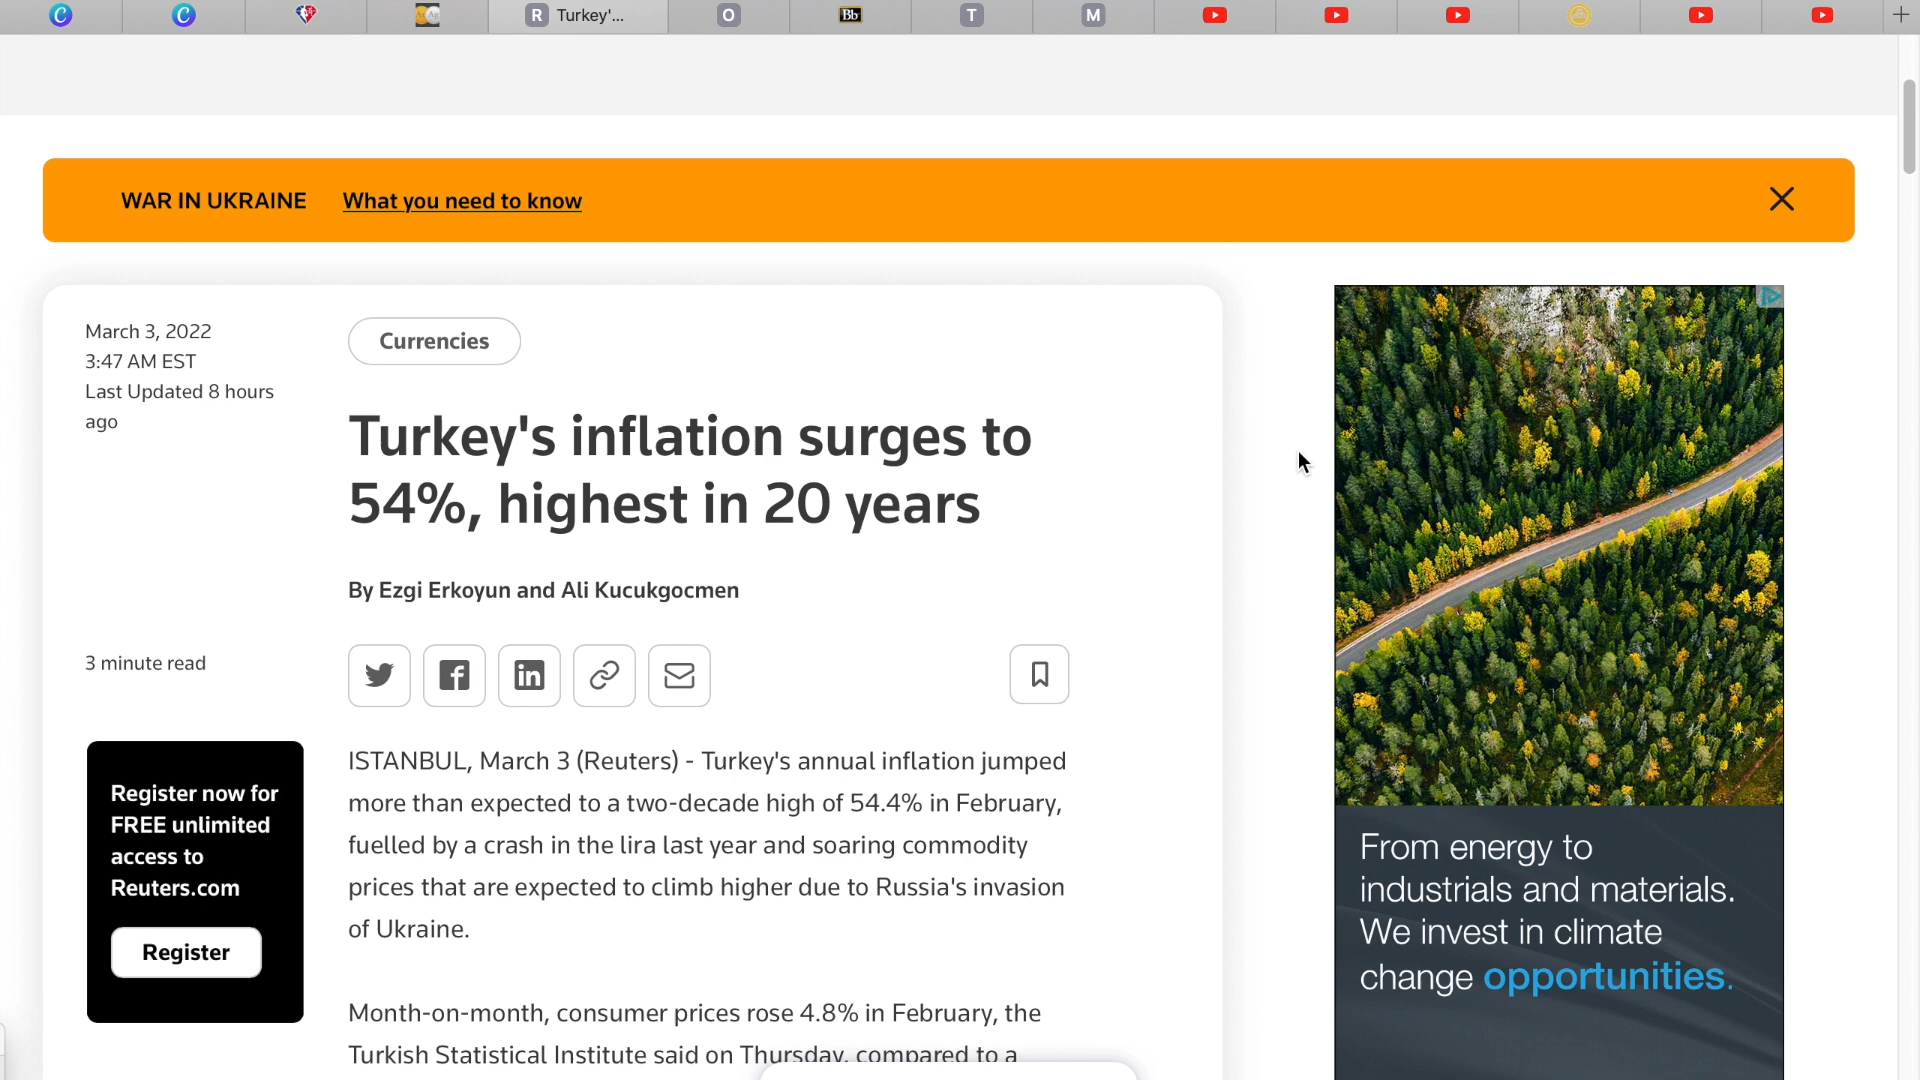 R Turkey'...
O
Bb
T
M
WAR IN UKRAINE What you need to know
March 3, 2022
3:47 AM EST
Last Updated 8 hours
ago
Currencies
Turkey's inflation surges to
54%, highest in 20 years
By Ezgi Erkoyun and Ali Kucukgocmen
3 minute read
Register now for
FREE unlimited
access to
Reuters.com
Register
ISTANBUL, March 3 (Reuters) - Turkey's annual inflation jumped
more than expected to a two-decade high of 54.4% in February,
fuelled by a crash in the lira last year and soaring commodity
prices that are expected to climb higher due to Russia's invasion
of Ukraine.
Month-on-month, consumer prices rose 4.8% in February, the
Turkish Statistical Institute said on Thursday, compared to a
From energy to
industrials and materials.
We invest in climate
change opportunities.